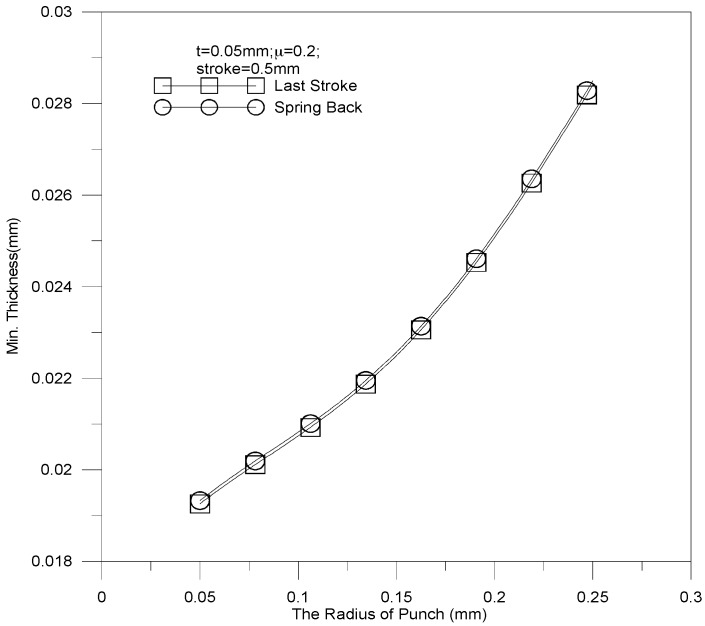 0.03
t=0.05mm;μ=0.2;
stroke=0.5mm
Last Stroke
Spring Back
0.028
0.026
0.024
0.022
0.02
0.018
Min. Thickness(mm)
0 0.05 0.1 0.15 0.2 0.25 0.3
The Radius of Punch (mm)